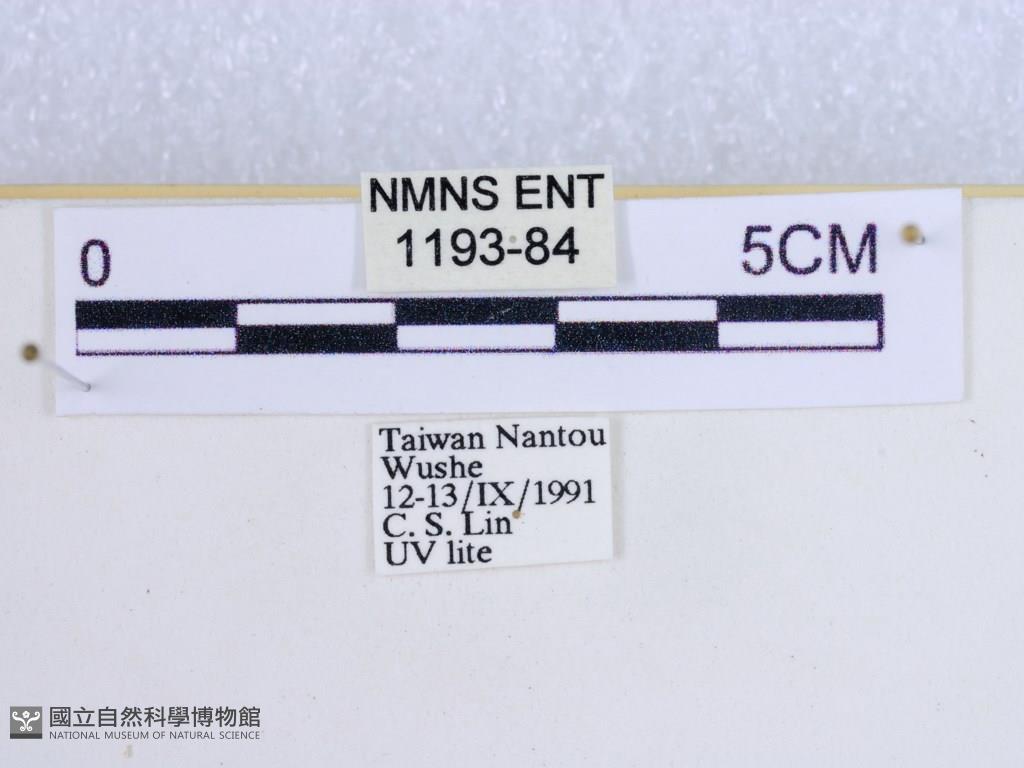 NMNS ENT
1193-84
0 5CM
Taiwan Nantou
Wushe
12-13/IX/1991
C. S. Lin
UV lite
國立自然科學博物館
NATIONAL MUSEUM OF NATURAL SCIENCE